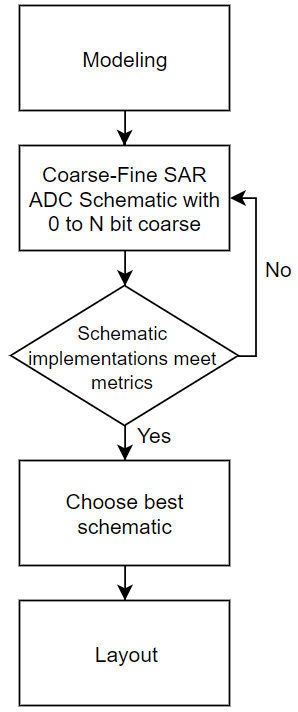 Modeling
Coarse-Fine SAR
ADC Schematic with
0 to N bit coarse
No
Schematic
implementations meet
metrics
Yes
Choose best
schematic
Layout